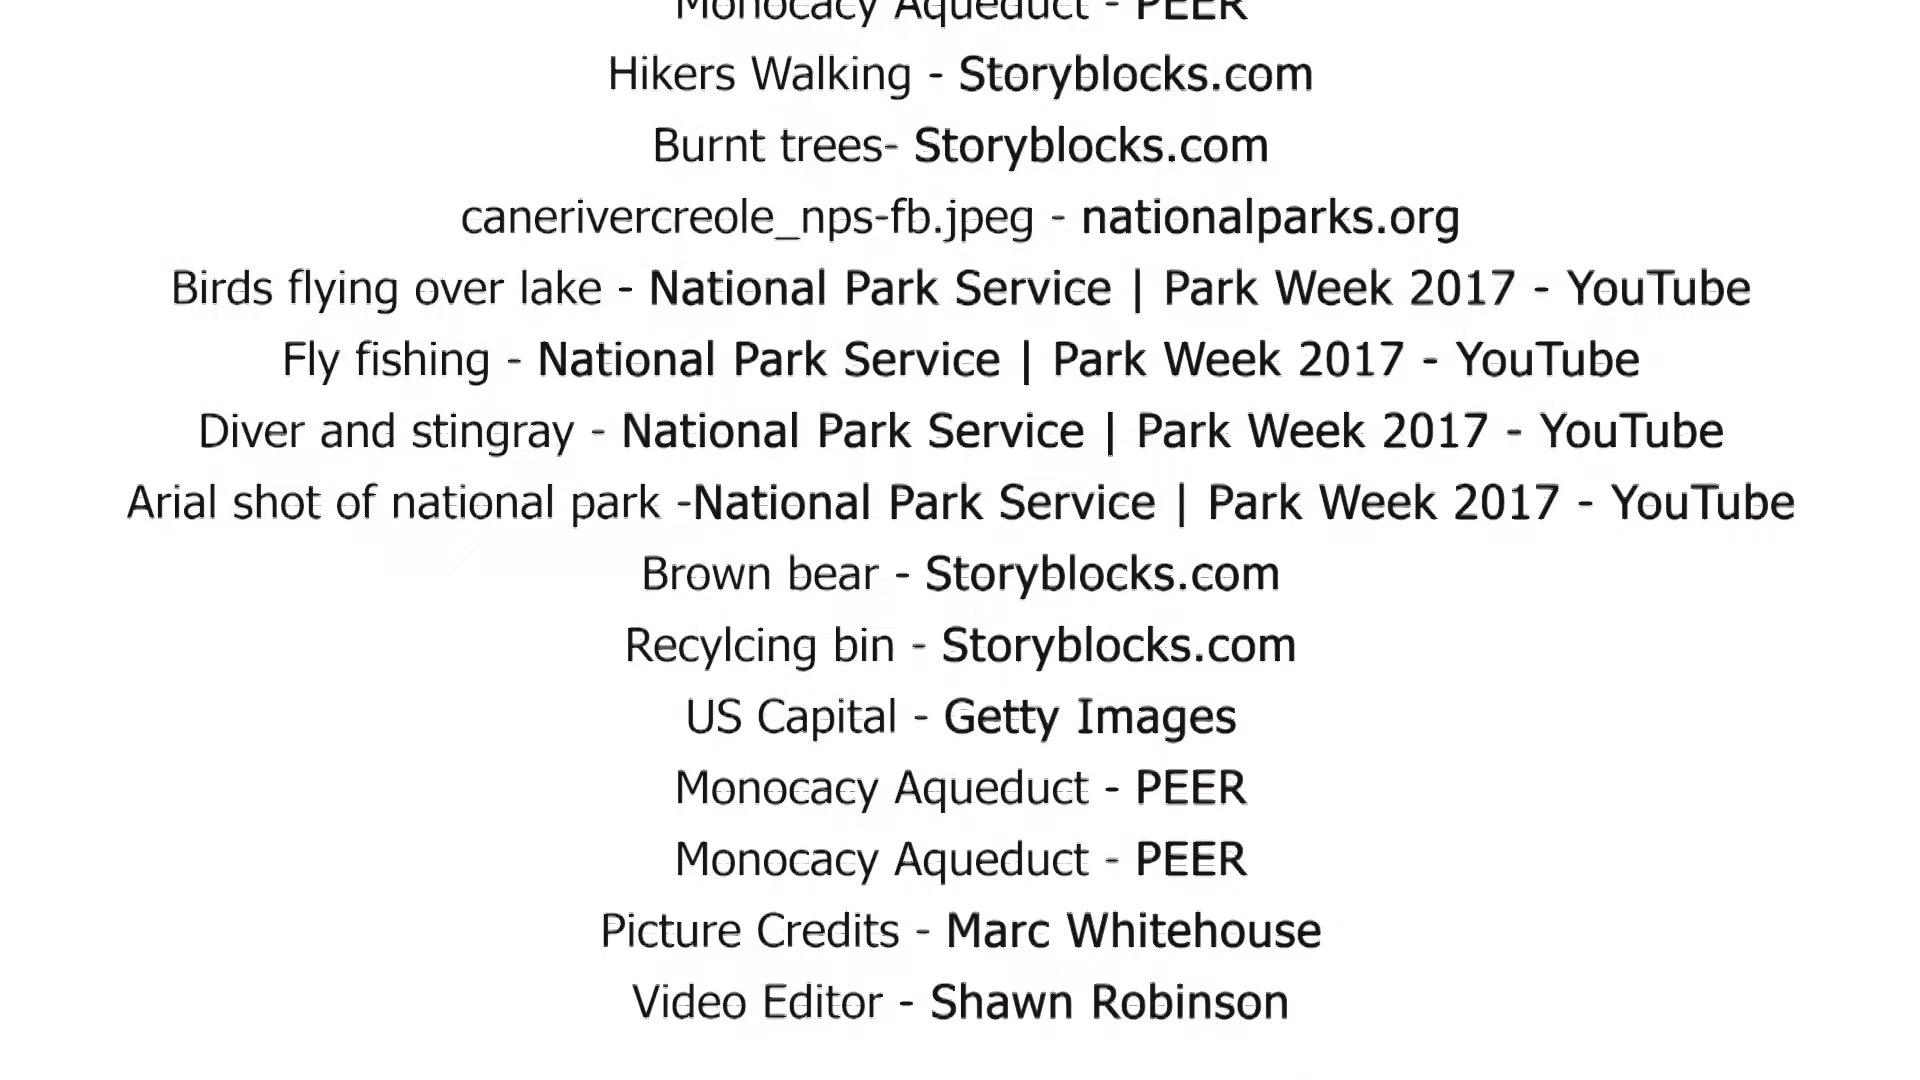 Monocacy Aqueduct - PEER
Hikers Walking - Storyblocks.com
Burnt trees- Storyblocks.com
canerivercreole_nps-fb.jpeg - nationalparks.org
Birds flying over lake - National Park Service | Park Week 2017 - YouTube
Fly fishing - National Park Service | Park Week 2017 - YouTube
Diver and stingray - National Park Service | Park Week 2017 - YouTube
Arial shot of national park -National Park Service | Park Week 2017 - YouTube
Brown bear - Storyblocks.com
Recylcing bin - Storyblocks.com
US Capital - Getty Images
Monocacy Aqueduct - PEER
Monocacy Aqueduct - PEER
Picture Credits - Marc Whitehouse
Video Editor - Shawn Robinson